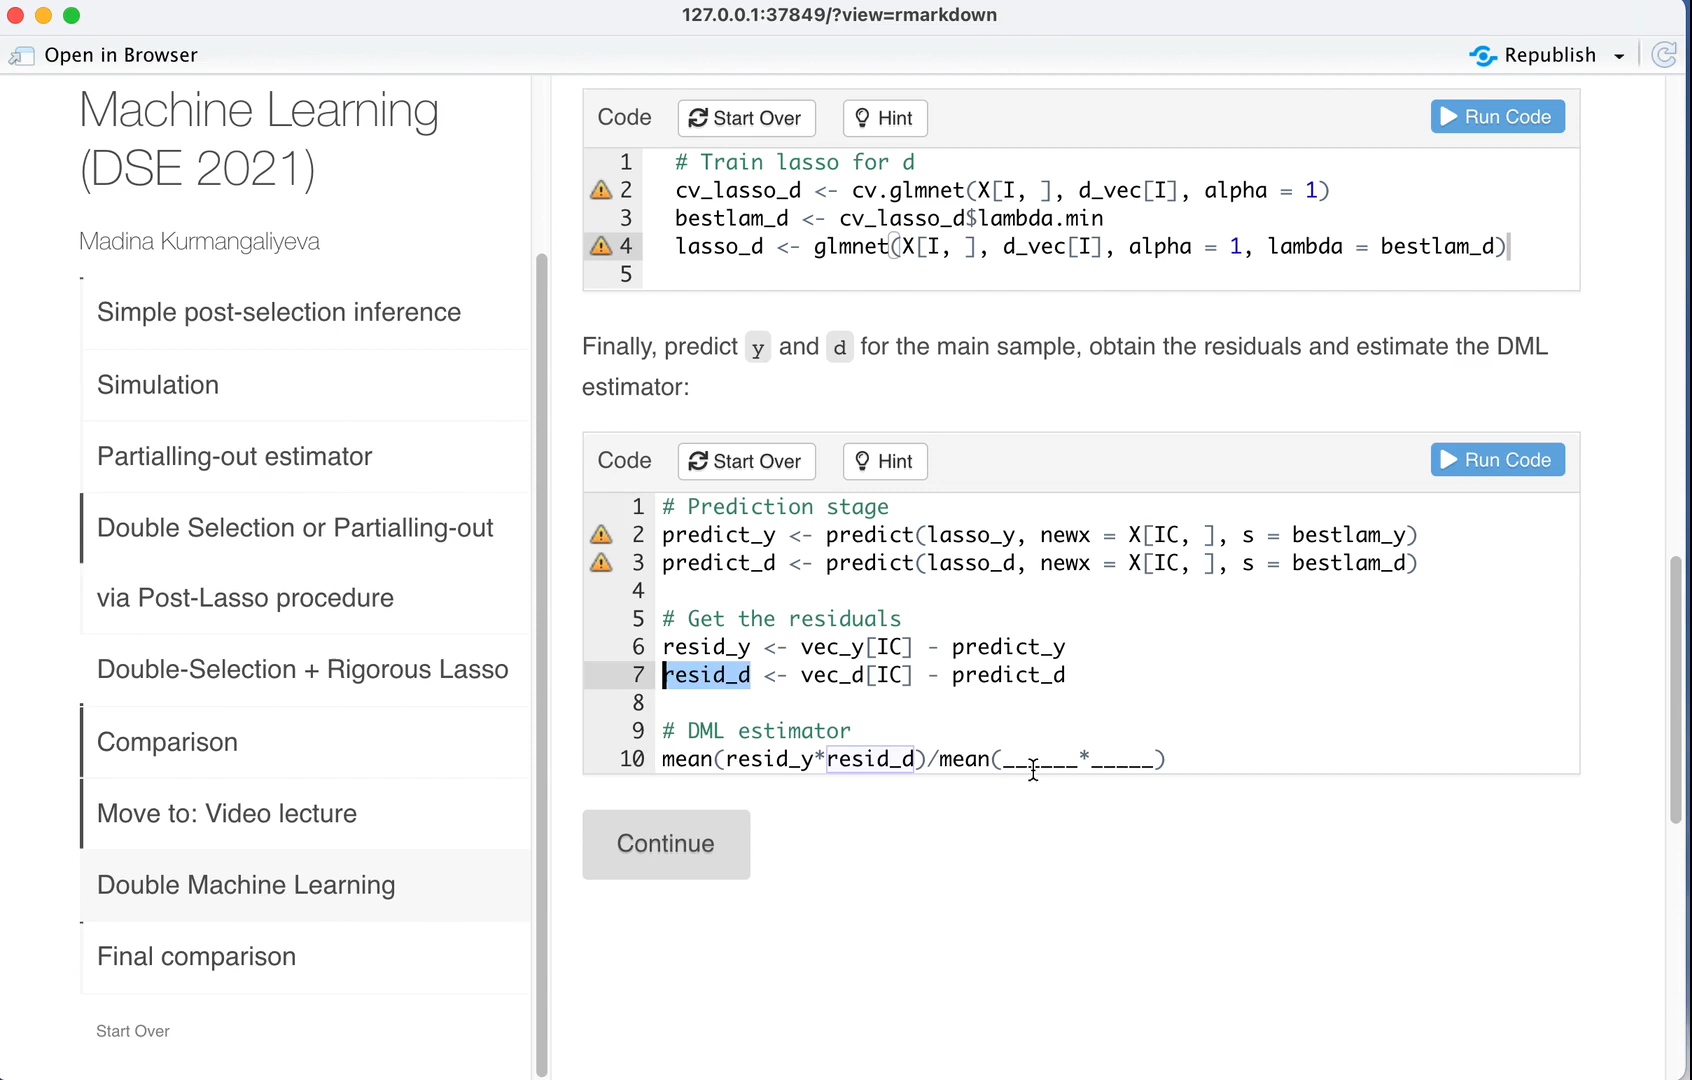 127.0.0.1:37849/?view=rmarkdown
Open in Browser
Republish
Machine Learning
(DSE 2021)
Madina Kurmangaliyeva
Simple post-selection inference
Simulation
Partialling-out estimator
Double Selection or Partialling-out
via Post-Lasso procedure
Double-Selection + Rigorous Lasso
Comparison
Move to: Video lecture
Double Machine Learning
Final comparison
Start Over
Code Start Over Hint Run Code
1 # Train lasso for d
2 cv_lasso_d <- cv.glmnet(X[I, ], d_vec[I], alpha = 1)
3 bestlam_d <- cv_lasso_d$lambda.min
4 lasso_d <- glmnet(X[I, ], d_vec[I], alpha = 1, lambda = bestlam_d)
5
Finally, predict y and d for the main sample, obtain the residuals and estimate the DML
estimator:
Code Start Over Hint Run Code
1 # Prediction stage
2 predict_y <- predict(lasso_y, newx = X[IC, ], s = bestlam_y)
3 predict_d <- predict(lasso_d, newx = X[IC, ], s = bestlam_d)
4
5 # Get the residuals
6 resid_y <- vec_y[IC] - predict_y
7 resid_d <- vec_d[IC] - predict_d
8
9 # DML estimator
10 mean(resid_y*resid_d)/mean(______*_____)
Continue